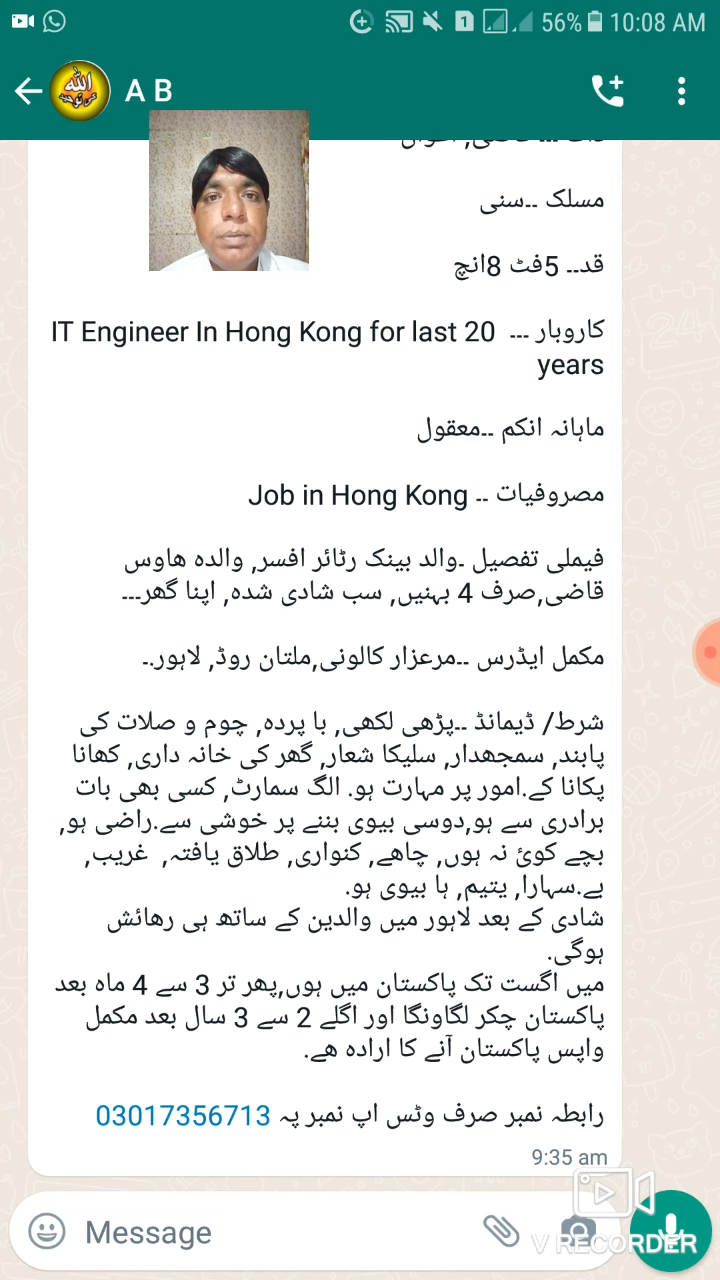 56% 10:08 AM
A B
مسلک ۔۔سنی
قد۔۔ 5فٹ 8انچ
کاروبار ۔۔۔ IT Engineer In Hong Kong for last 20
years
ماہانہ انکم ۔۔معقول
مصروفیات ۔۔ Job in Hong Kong
فیملی تفصیل ۔والد بینک رٹائر افسر, والدہ ھاوس
قاضی,صرف 4 بہنیں, سب شادی شدہ, اپنا گھر۔۔۔
مکمل ایڈرس ۔۔مرعزار کالونی,ملتان روڈ, لاہور۔۔
شرط/ ڈیمانڈ ۔۔پڑھی لکھی, با پردہ, چوم و صلات کی
پابند, سمجھدار, سلیکا شعار, گھر کی خانہ داری, کھانا
پکانا کے.امور پر مہارت ہو. الگ سمارٹ, کسی بھی بات
برادری سے ہو,دوسی بیوی بننے پر خوشی سے.راضی ہو,
بچے کوئ نہ ہوں, چاھے, کنواری, طلاق یافتہ, غریب,
بے.سہارا, یتیم, ہا بیوی ہو.
شادی کے بعد لاہور میں والدین کے ساتھ ہی رھائش
ہوگی.
میں اگست تک پاکستان میں ہوں,پھر تر 3 سے 4 ماہ بعد
پاکستان چکر لگاونگا اور اگلے 2 سے 3 سال بعد مکمل
واپس پاکستان آنے کا ارادہ ھے.
رابطہ نمبر صرف وٹس اپ نمبر پہ 03017356713
9:35 am
Message
V RECORDER